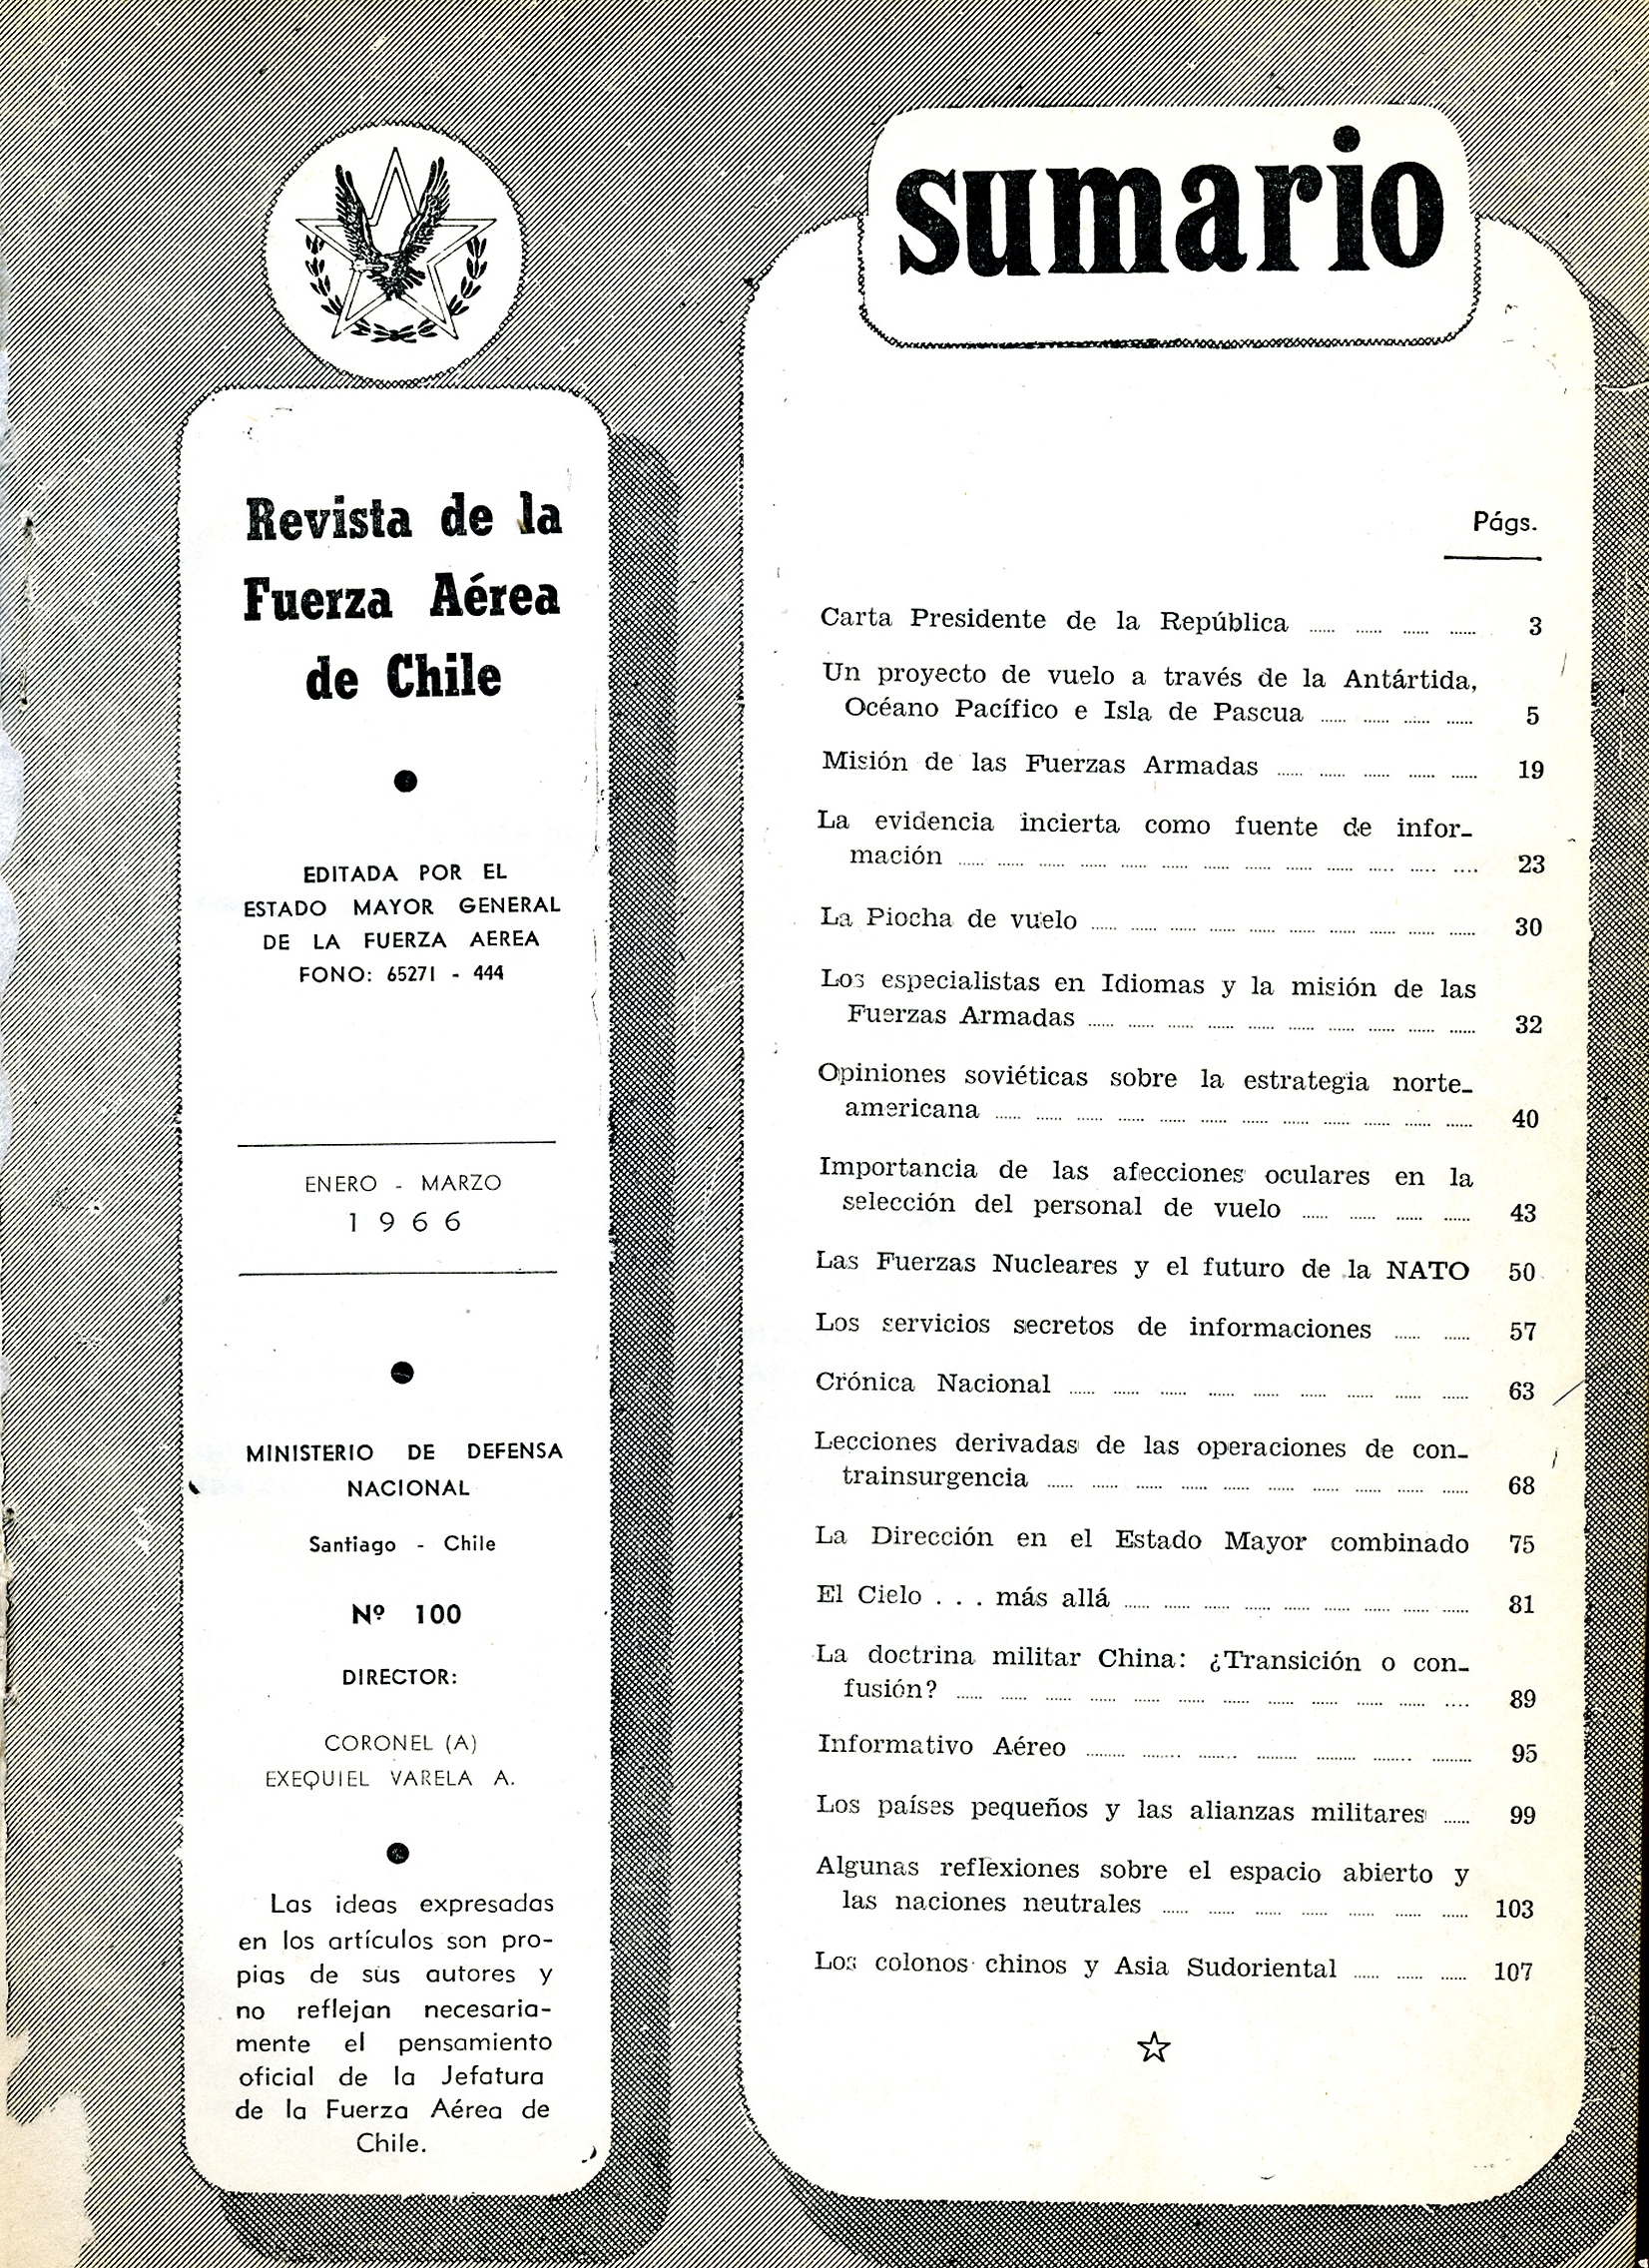 Revista de la
Fuerza Aérea
de Chile
EDITADA POR EL
ESTADO MAYOR GENERAL
DE LA FUERZA AEREA
FONO: 65271 - 444
ENERO - MARZO
1966
MINISTERIO DE DEFENSA
NACIONAL
Santiago - Chile
Nº 100
DIRECTOR:
CORONEL (A)
EXEQUIEL VARELA A.
Las ideas expresadas
en los artículos son pro-
pias de sus autores y
no reflejan necesaria-
mente el pensamiento
oficial de la Jefatura
de la Fuerza Aérea de
Chile.
sumario
Págs.
Carta Presidente de la República ...... ...... ...... ...... 3
Un proyecto de vuelo a través de la Antártida,
Océano Pacífico e Isla de Pascua ...... ...... ...... ...... 5
Misión de las Fuerzas Armadas ...... ...... ...... ...... ...... 19
La evidencia incierta como fuente de infor-
mación ...... ...... ...... ...... ...... ...... ...... ...... ...... ...... ...... ...... .... 23
La Piocha de vuelo ...... ...... ...... ...... ...... ...... ...... ...... ...... ...... 30
Los especialistas en Idiomas y la misión de las
Fuerzas Armadas ...... ...... ...... ...... ...... ...... ...... ...... ...... ...... 32
Opiniones soviéticas sobre la estrategia norte-
americana ...... ...... ...... ...... ...... ...... ...... ...... ...... ...... ...... ...... 40
Importancia de las afecciones oculares en la
selección del personal de vuelo ...... ...... ...... ...... 43
Las Fuerzas Nucleares y el futuro de la NATO 50
Los servicios secretos de informaciones ...... ...... 57
Crónica Nacional ...... ...... ...... ...... ...... ...... ...... ...... ...... 63
Lecciones derivadas de las operaciones de con-
trainsurgencia ...... ...... ...... ...... ...... ...... ...... ...... ...... ...... 68
La Dirección en el Estado Mayor combinado 75
El Cielo . . . más allá ...... ...... ...... ...... ...... ...... ...... ...... ...... 81
La doctrina militar China: ¿Transición o con-
fusión? ...... ...... ...... ...... ...... ...... ...... ...... ...... ...... ...... .... 89
Informativo Aéreo ...... ...... ...... ...... ...... ...... ...... 95
Los países pequeños y las alianzas militares ...... 99
Algunas reflexiones sobre el espacio abierto y
las naciones neutrales ...... ...... ...... ...... ...... ...... ...... 103
Los colonos chinos y Asia Sudoriental ...... ...... ...... 107